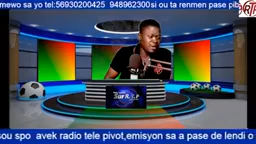 mewo sa yo tel:56930200425 948962300si ou ta renmen pase pib
sou spo avek radio tele pivot,emisyon sa a pase de lendi o